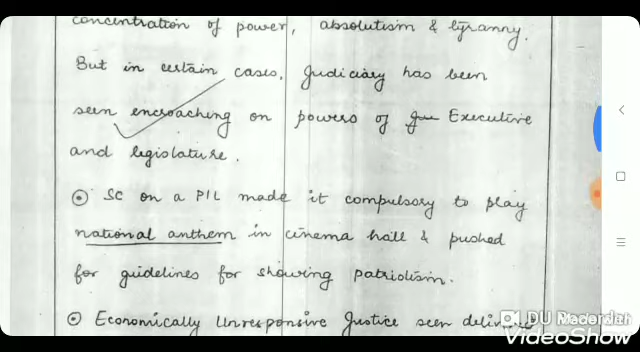 concentration of power, absolutism & tyranny.
But in certain cases, Judiciary has been
seen encroaching on powers of Executive
and legislature.
⊙ SC on a PIL made it compulsory to play
national anthem in cinema hall & pushed
for guidelines for showing patriotism.
⊙ Economically Unresponsive Justice seen
DU
VideoShow